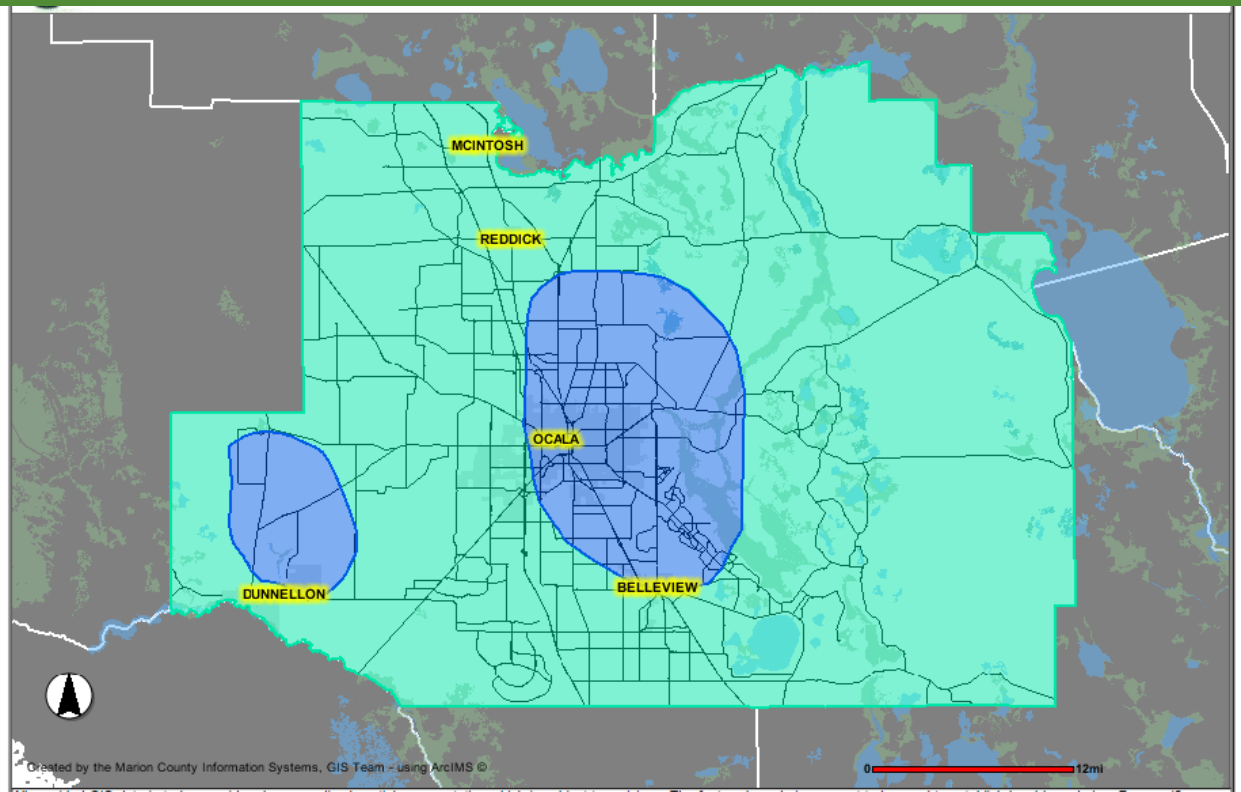 MCINTOSH
REDDICK
OCALA
DUNNELLON
BELLEVIEW
Created by the Marion County Information Systems, GIS Team - using ArcIMS ©
0 12mi